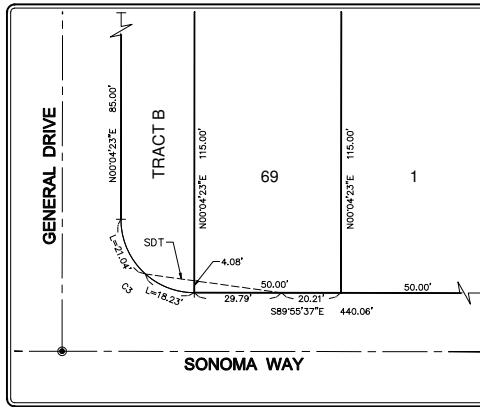 GENERAL DRIVE
N00°04'23"E 85.00'
TRACT B
N00°04'23"E 115.00'
69
N00°04'23"E 115.00'
1
SDT
4.08'
L=21.04'
C3
L=18.23'
50.00'
29.79'
20.21'
50.00'
S89°55'37"E 440.06'
SONOMA WAY